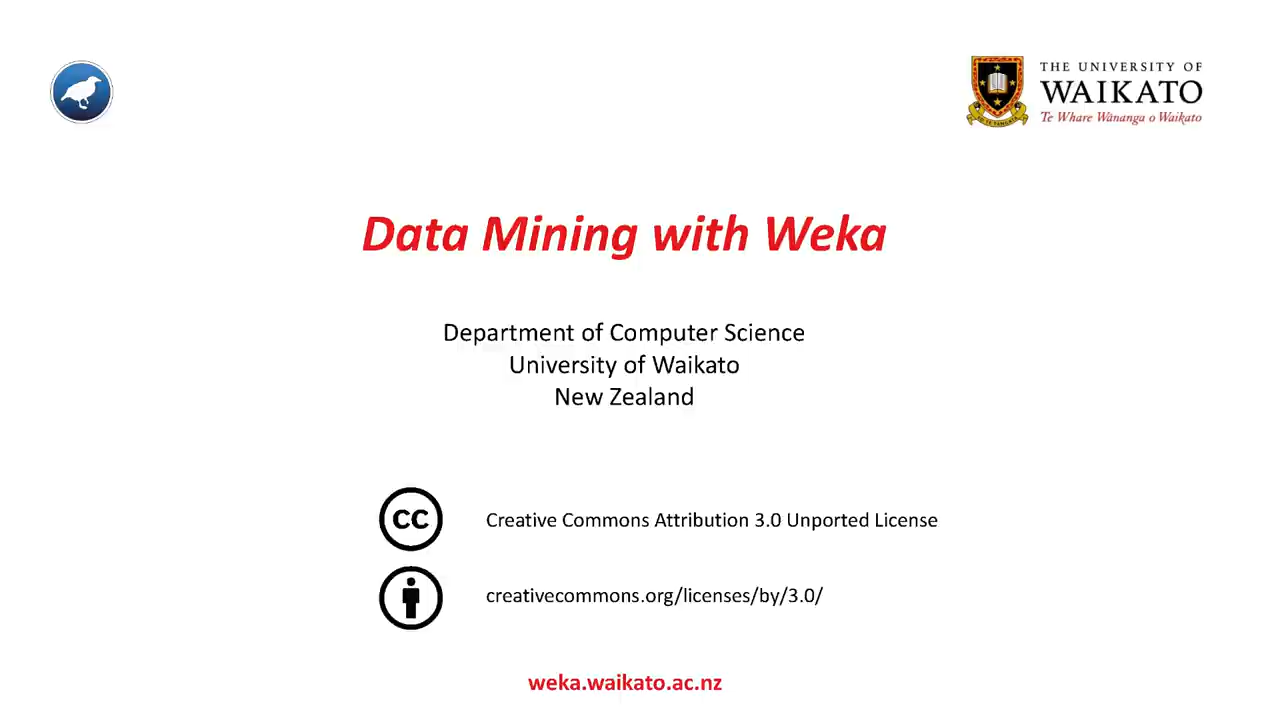 THE UNIVERSITY OF
WAIKATO
Te Whare Wānanga o Waikato
Data Mining with Weka
Department of Computer Science
University of Waikato
New Zealand
cc
Creative Commons Attribution 3.0 Unported License
creativecommons.org/licenses/by/3.0/
weka.waikato.ac.nz